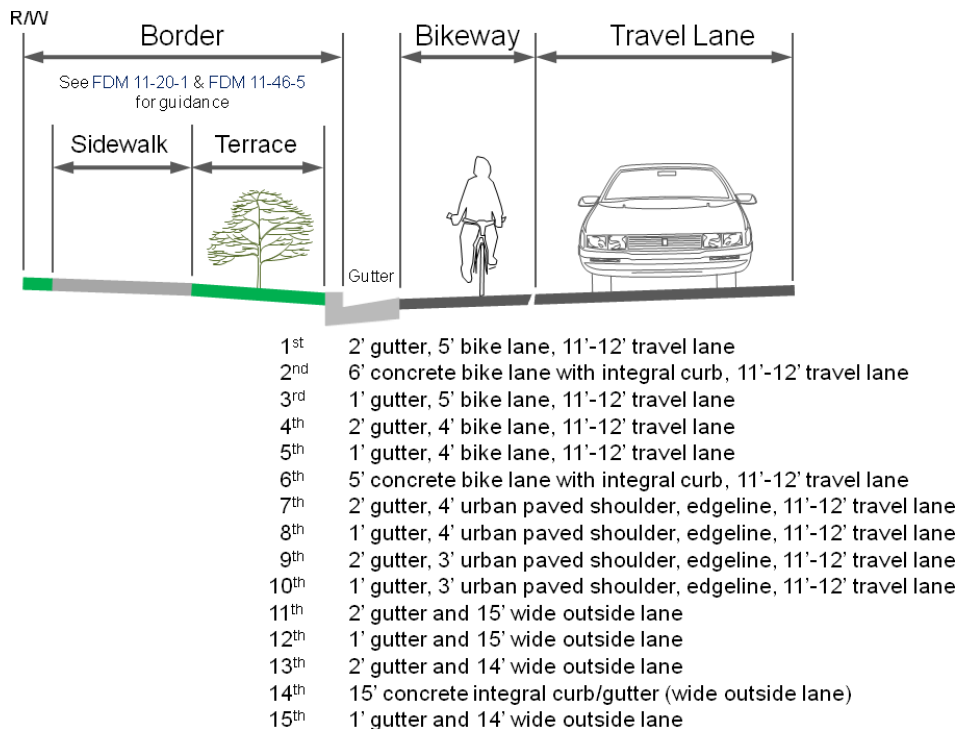 R/W
Border
Bikeway
Travel Lane
See FDM 11-20-1 & FDM 11-46-5
for guidance
Sidewalk
Terrace
Gutter
1st 2’ gutter, 5’ bike lane, 11’-12’ travel lane
2nd 6’ concrete bike lane with integral curb, 11’-12’ travel lane
3rd 1’ gutter, 5’ bike lane, 11’-12’ travel lane
4th 2’ gutter, 4’ bike lane, 11’-12’ travel lane
5th 1’ gutter, 4’ bike lane, 11’-12’ travel lane
6th 5’ concrete bike lane with integral curb, 11’-12’ travel lane
7th 2’ gutter, 4’ urban paved shoulder, edgeline, 11’-12’ travel lane
8th 1’ gutter, 4’ urban paved shoulder, edgeline, 11’-12’ travel lane
9th 2’ gutter, 3’ urban paved shoulder, edgeline, 11’-12’ travel lane
10th 1’ gutter, 3’ urban paved shoulder, edgeline, 11’-12’ travel lane
11th 2’ gutter and 15’ wide outside lane
12th 1’ gutter and 15’ wide outside lane
13th 2’ gutter and 14’ wide outside lane
14th 15’ concrete integral curb/gutter (wide outside lane)
15th 1’ gutter and 14’ wide outside lane